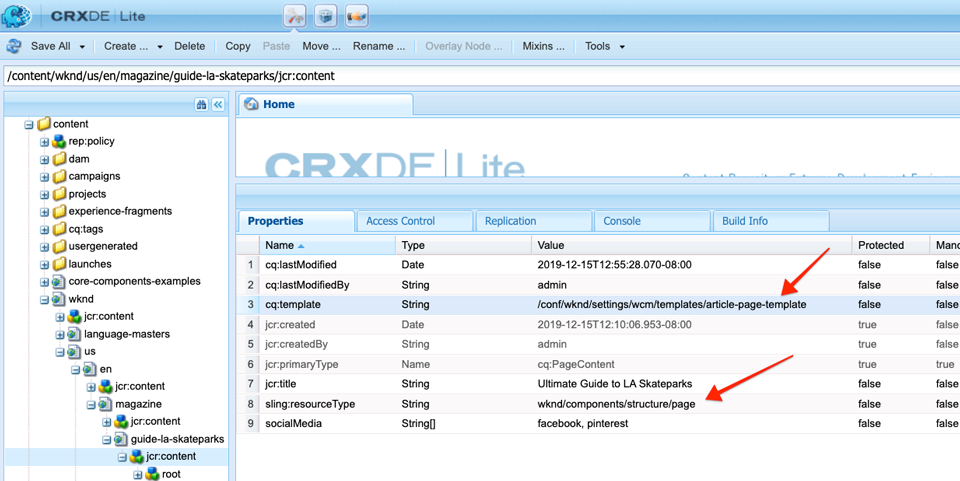 CRXDE | Lite
Save All Create ... Delete Copy Paste Move ... Rename ... Overlay Node ... Mixins ... Tools
/content/wknd/us/en/magazine/guide-la-skateparks/jcr:content
Home
content
rep:policy
dam
campaigns
projects
experience-fragments
cq:tags
usergenerated
launches
core-components-examples
wknd
jcr:content
language-masters
us
en
jcr:content
magazine
jcr:content
guide-la-skateparks
jcr:content
root
CRXDE | Lite
Properties Access Control Replication Console Build Info
Name Type Value Protected
1 cq:lastModified Date 2019-12-15T12:55:28.070-08:00 false false
2 cq:lastModifiedBy String admin false false
3 cq:template String /conf/wknd/settings/wcm/templates/article-page-template false false
4 jcr:created Date 2019-12-15T12:10:06.953-08:00 true false
5 jcr:createdBy String admin true false
6 jcr:primaryType Name cq:PageContent true true
7 jcr:title String Ultimate Guide to LA Skateparks false false
8 sling:resourceType String wknd/components/structure/page false false
9 socialMedia String[] facebook, pinterest false false